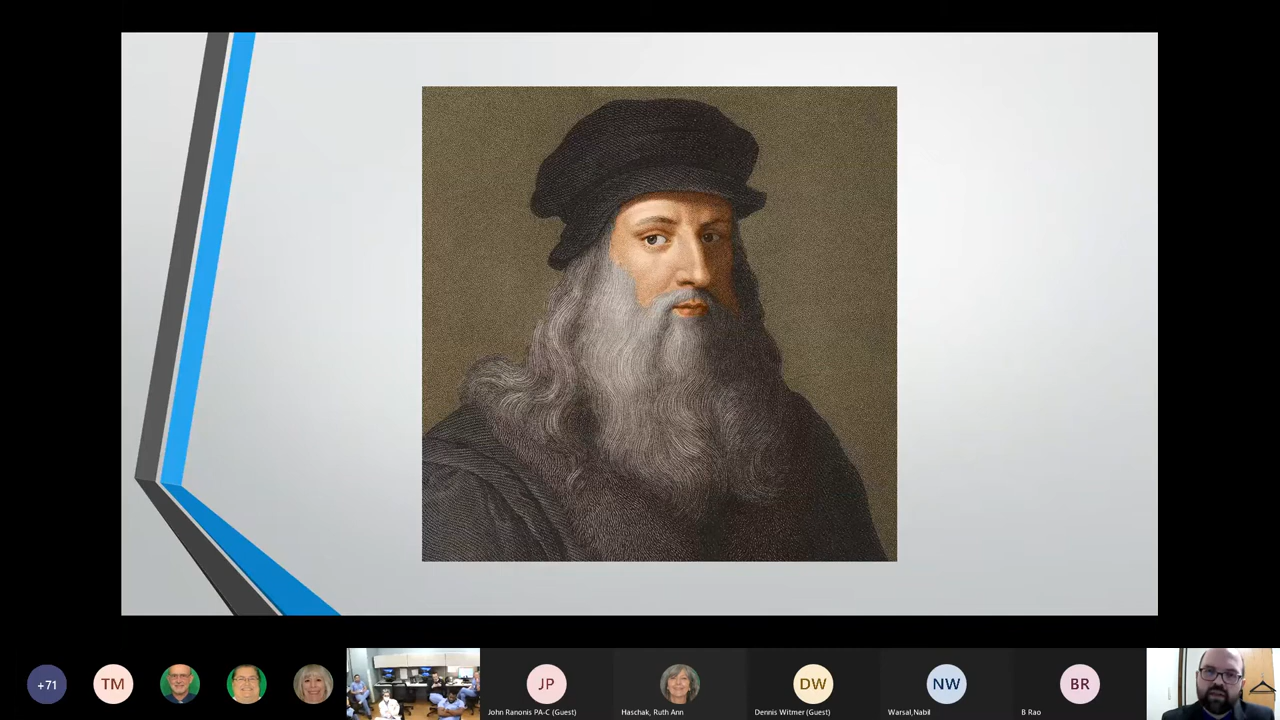 +71
TM
JP
John Ranonis PA-C (Guest)
Haschak, Ruth Ann
DW
Dennis Witmer (Guest)
NW
Warsal,Nabil
BR
B Rao